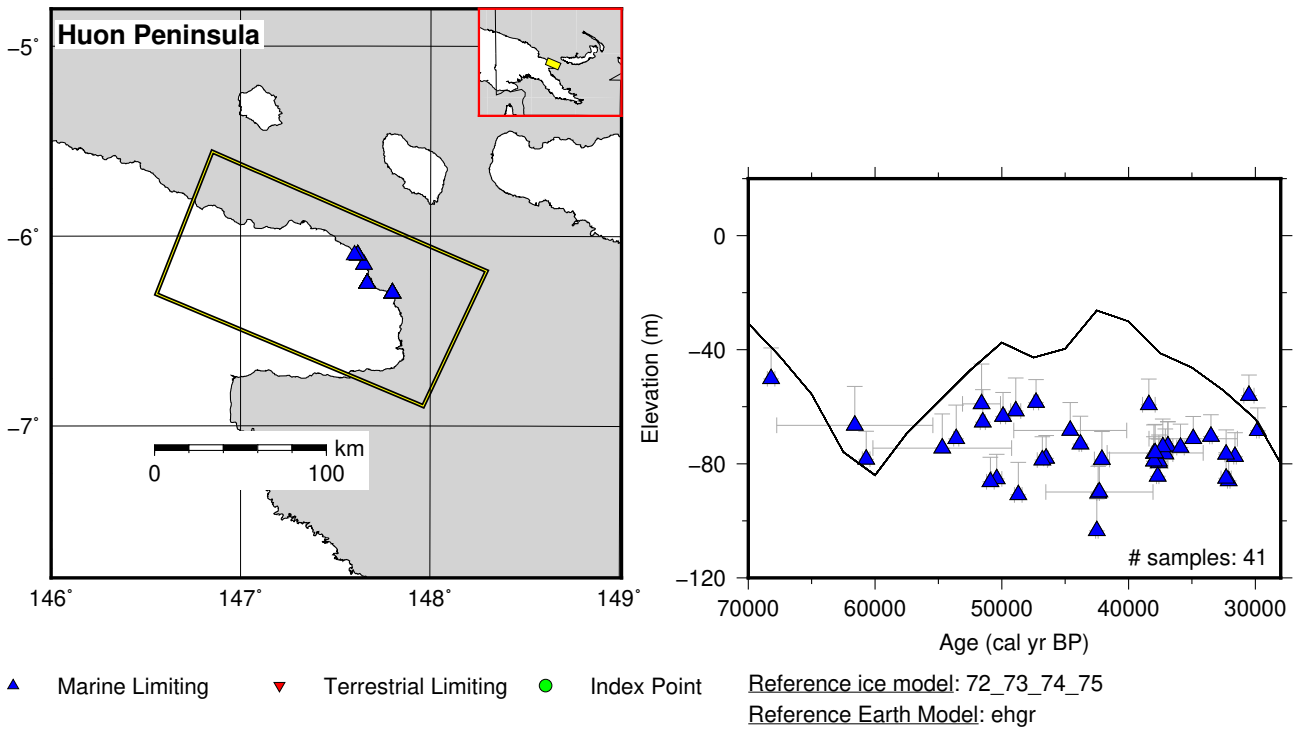 Huon Peninsula
−5˚
−6˚
−7˚
km
0 100
146˚ 147˚ 148˚ 149˚
Elevation (m)
0
−40
−80
−120
# samples: 41
70000 60000 50000 40000 30000
Age (cal yr BP)
Marine Limiting Terrestrial Limiting Index Point
Reference ice model: 72_73_74_75
Reference Earth Model: ehgr